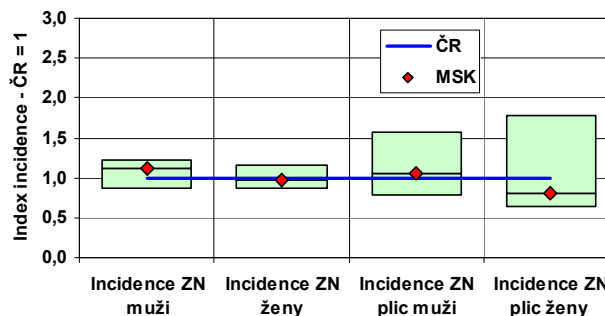 Index incidence - ČR = 1
3,0
2,5
2,0
1,5
1,0
0,5
0,0
ČR
MSK
Incidence ZN muži
Incidence ZN ženy
Incidence ZN plic muži
Incidence ZN plic ženy